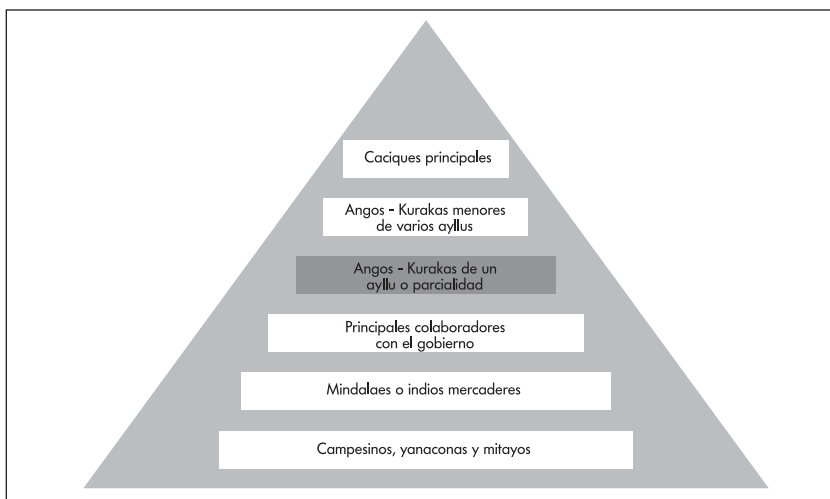 Caciques principales
Angos - Kurakas menores
de varios ayllus
Angos - Kurakas de un
ayllu o parcialidad
Principales colaboradores
con el gobierno
Mindalaes o indios mercaderes
Campesinos, yanaconas y mitayos